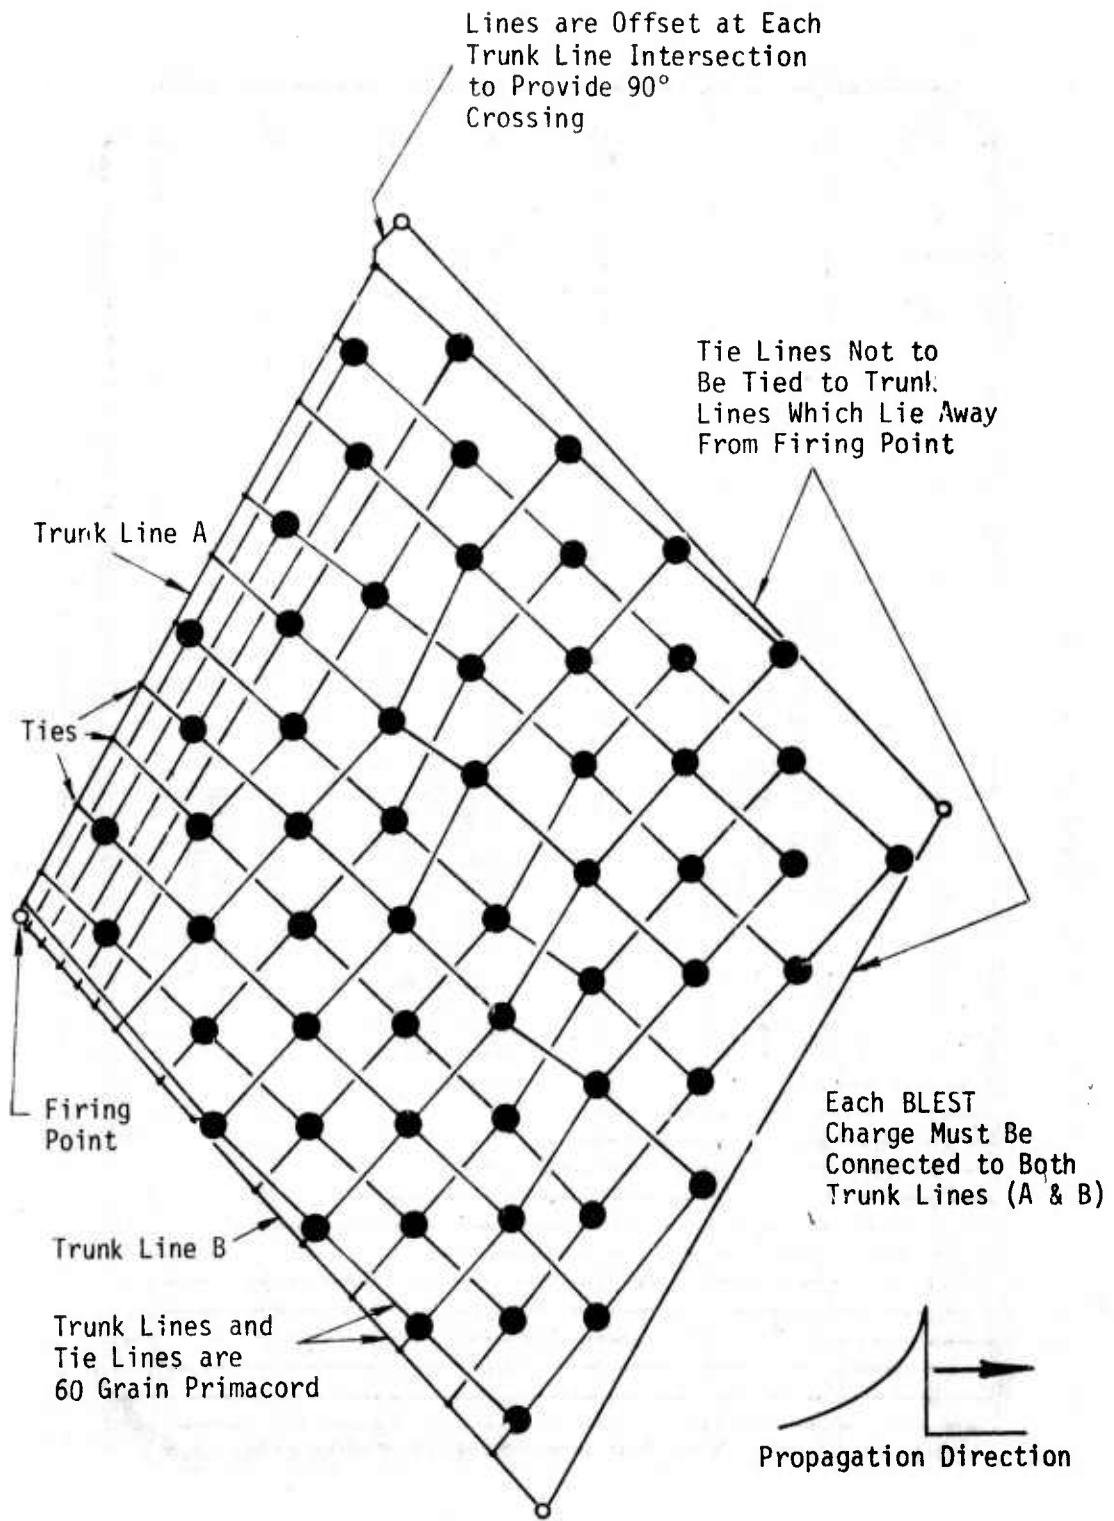 Lines are Offset at Each
Trunk Line Intersection
to Provide 90°
Crossing
Tie Lines Not to
Be Tied to Trunk
Lines Which Lie Away
From Firing Point
Trunk Line A
Ties
Firing
Point
Each BLEST
Charge Must Be
Connected to Both
Trunk Lines (A & B)
Trunk Line B
Trunk Lines and
Tie Lines are
60 Grain Primacord
Propagation Direction